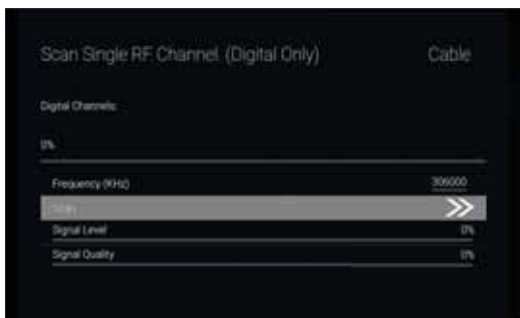 Scan Single RF Channel (Digital Only) Cable
Digital Channels:
0%
Frequency (KHz) 306000
Scan
Signal Level 0%
Signal Quality 0%